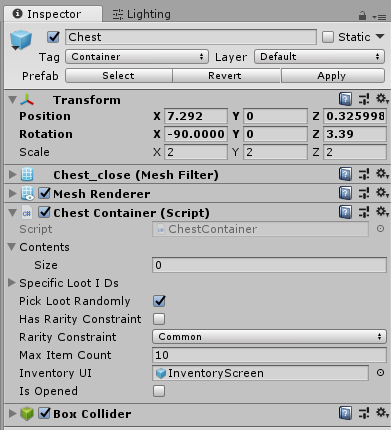 Inspector Lighting
Chest Static
Tag Container Layer Default
Prefab Select Revert Apply
Transform
Position X 7.292 Y 0 Z 0.325998
Rotation X -90.0000 Y 0 Z 3.39
Scale X 2 Y 2 Z 2
Chest_close (Mesh Filter)
Mesh Renderer
Chest Container (Script)
Script ChestContainer
Contents
Size 0
Specific Loot I Ds
Pick Loot Randomly
Has Rarity Constraint
Rarity Constraint Common
Max Item Count 10
Inventory UI InventoryScreen
Is Opened
Box Collider